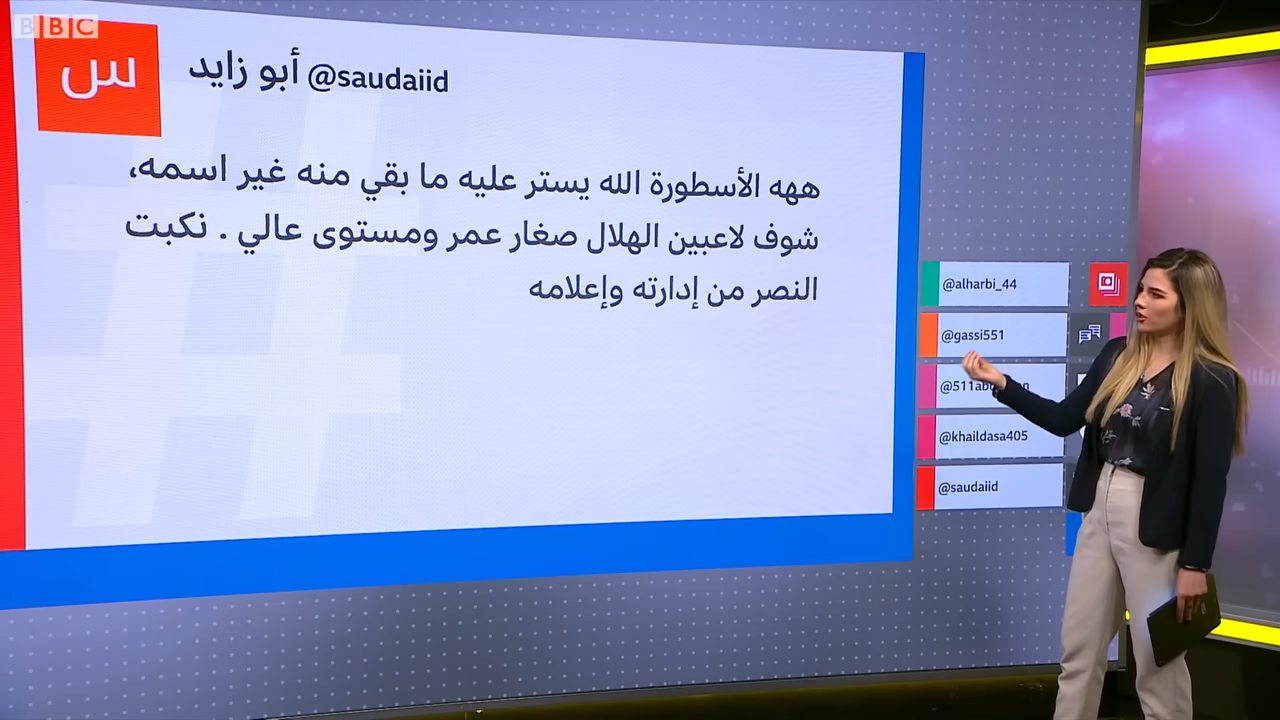 BBC
س
أبو زايد @saudaiid
ههه الأسطورة الله يستر عليه ما بقي منه غير اسمه،
شوف لاعبين الهلال صغار عمر ومستوى عالي . نكبت
النصر من إدارته وإعلامه
@alharbi_44
@gassi551
@khaildasa405
@saudaiid